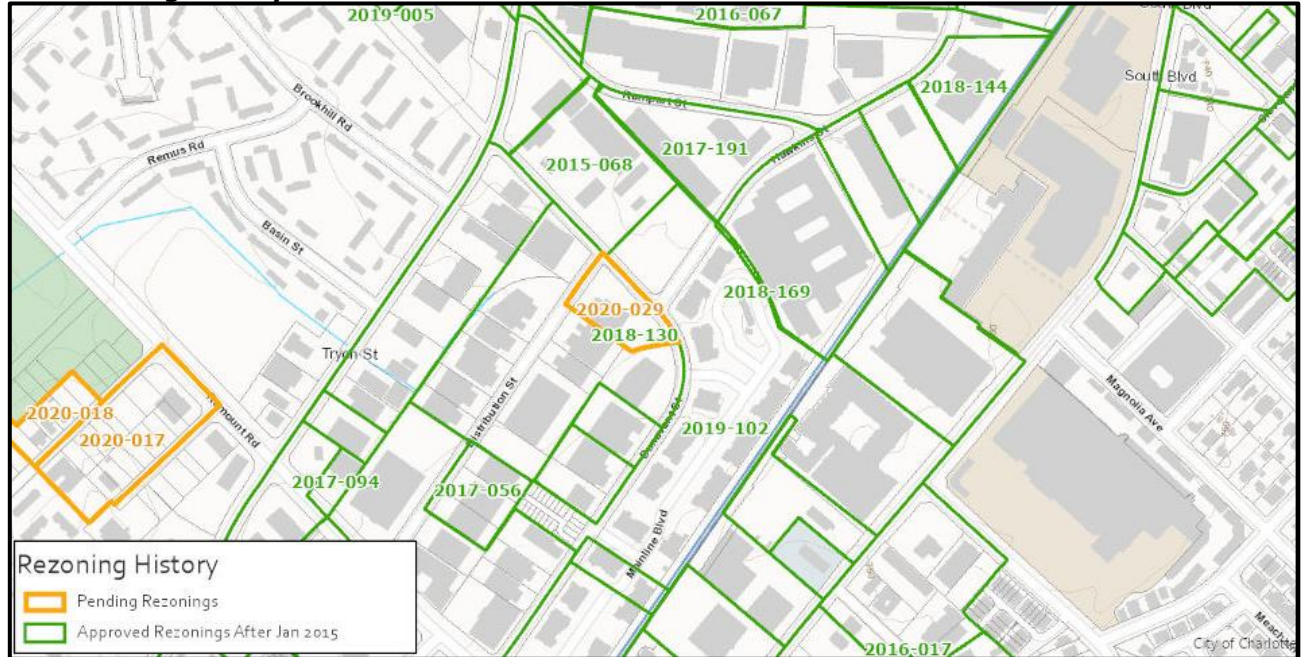 2019-005
2016-067
South Blvd
2018-144
Brookhill Rd
Rampart St
Remus Rd
2017-191
Hawkins St
2015-068
Basin St
2018-169
2020-029
2018-130
Tryon St
Magnolia Ave
2020-018
2020-017
Distribution St
2019-102
2017-094
2017-056
Mainline Blvd
Rezoning History
Pending Rezonings
Approved Rezonings After Jan 2015
2016-017
City of Charlotte